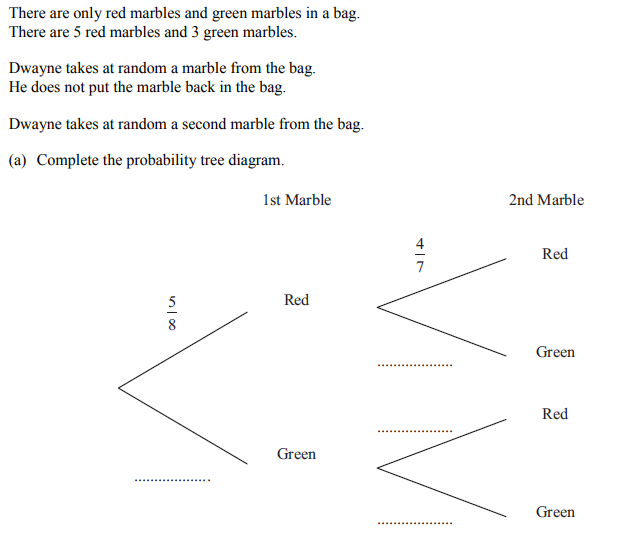 There are only red marbles and green marbles in a bag.
There are 5 red marbles and 3 green marbles.
Dwayne takes at random a marble from the bag.
He does not put the marble back in the bag.
Dwayne takes at random a second marble from the bag.
(a) Complete the probability tree diagram.
1st Marble
2nd Marble
4
7
Red
5
8
Red
...................
Green
...................
Red
Green
...................
...................
Green